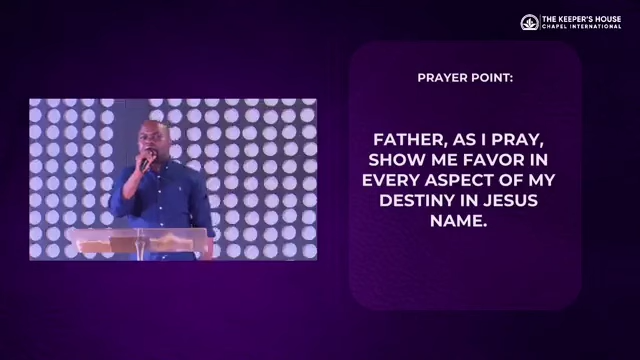 THE KEEPER'S HOUSE
CHAPEL INTERNATIONAL
PRAYER POINT:
FATHER, AS I PRAY,
SHOW ME FAVOR IN
EVERY ASPECT OF MY
DESTINY IN JESUS
NAME.